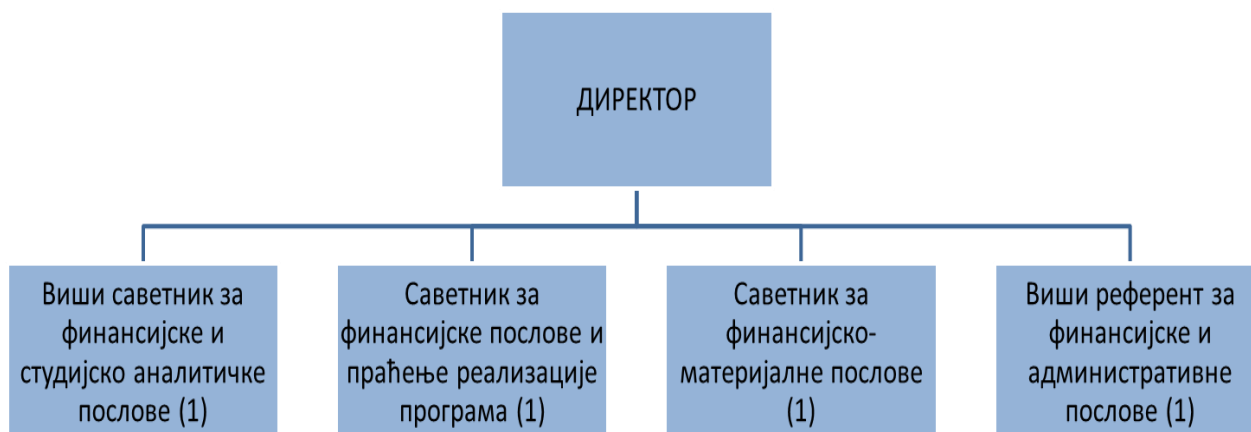 ДИРЕКТОР
Виши саветник за
финансијске и
студијско аналитичке
послове (1)
Саветник за
финансијске послове и
праћење реализације
програма (1)
Саветник за
финансијско-
материјалне послове
(1)
Виши референт за
финансијске и
административне
послове (1)